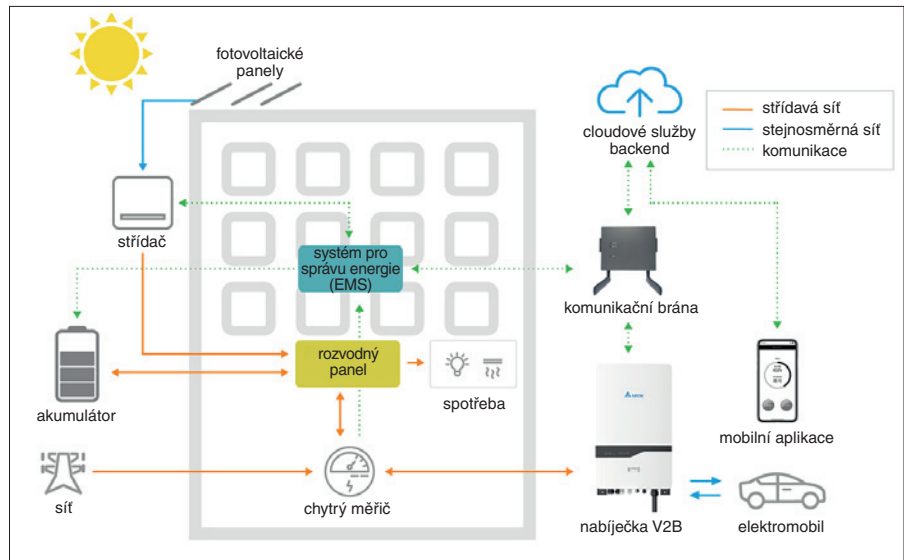 fotovoltaické
panely
střídavá síť
stejnosměrná síť
komunikace
cloudové služby
backend
střídač
systém pro
správu energie
(EMS)
komunikační brána
rozvodný
panel
akumulátor
spotřeba
mobilní aplikace
síť
chytrý měřič
nabíječka V2B
elektromobil